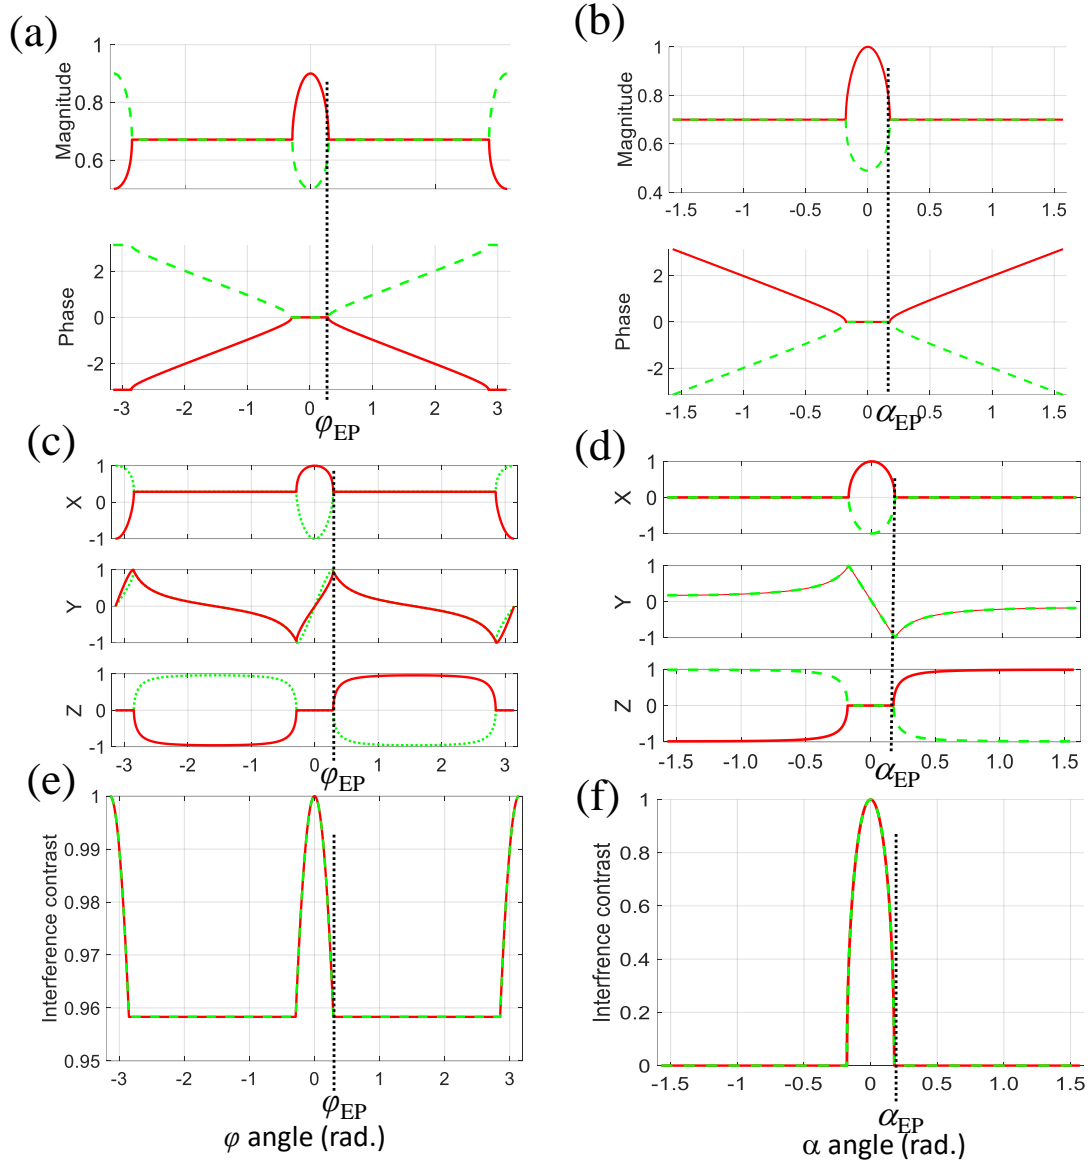 (a)
1
0.8
0.6
Magnitude
2
0
-2
Phase
-3 -2 -1 0 1 2 3
φEP
(b)
1
0.8
0.6
0.4
Magnitude
-1.5 -1 -0.5 0 0.5 1 1.5
2
0
-2
Phase
-1.5 -1 -0.5 0 0.5 1 1.5
αEP
(c)
1
0
-1
X
1
0
-1
Y
1
0
-1
Z
-3 -2 -1 0 1 2 3
φEP
(d)
1
0
-1
X
1
0
-1
Y
1
0
-1
Z
-1.5 -1.0 -0.5 0 0.5 1.0 1.5
αEP
(e)
1
0.99
0.98
0.97
0.96
0.95
Interference contrast
-3 -2 -1 0 1 2 3
φEP
φ angle (rad.)
(f)
1
0.8
0.6
0.4
0.2
0
Interfrence contrast
-1.5 -1 -0.5 0 0.5 1 1.5
αEP
α angle (rad.)